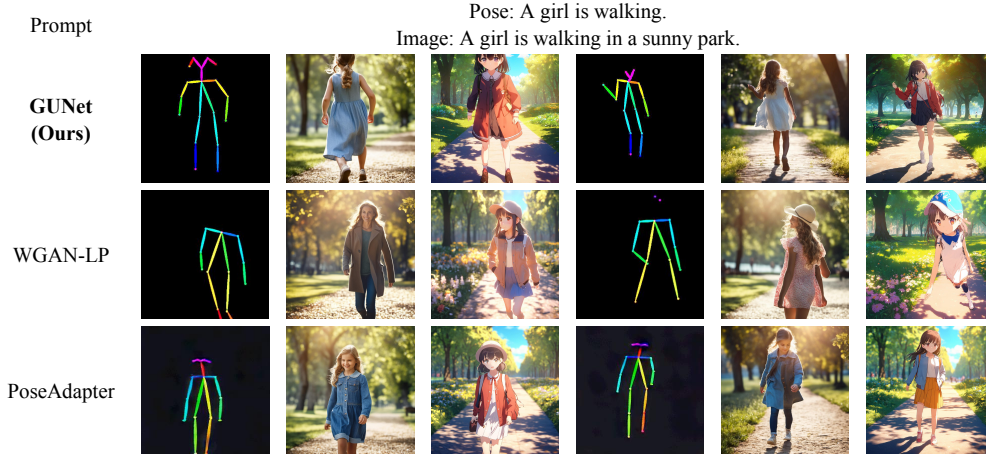 Prompt
Pose: A girl is walking.
Image: A girl is walking in a sunny park.
GUNet
(Ours)
WGAN-LP
PoseAdapter